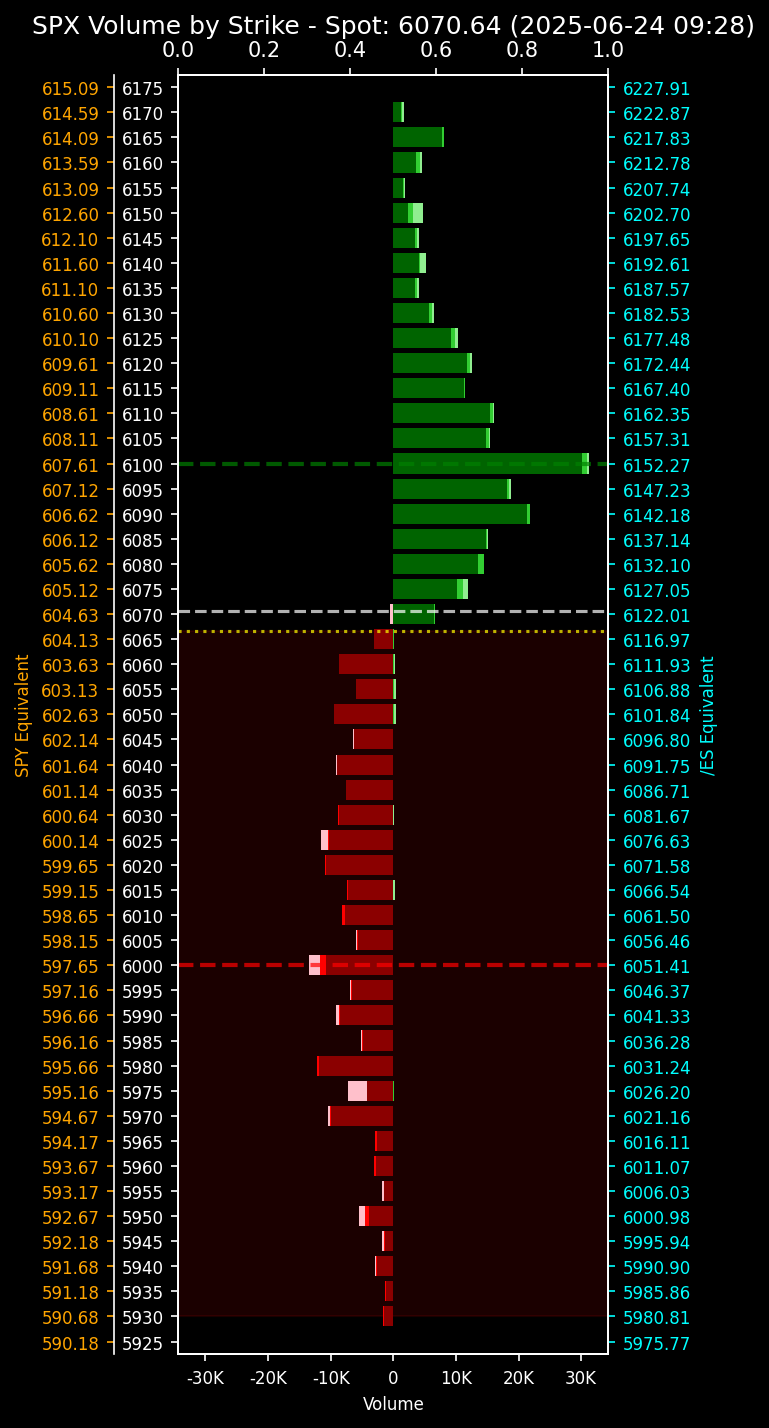 SPX Volume by Strike - Spot: 6070.64 (2025-06-24 09:28)
0.0 0.2 0.4 0.6 0.8 1.0
615.09 6175 6227.91
614.59 6170 6222.87
614.09 6165 6217.83
613.59 6160 6212.78
613.09 6155 6207.74
612.60 6150 6202.70
612.10 6145 6197.65
611.60 6140 6192.61
611.10 6135 6187.57
610.60 6130 6182.53
610.10 6125 6177.48
609.61 6120 6172.44
609.11 6115 6167.40
608.61 6110 6162.35
608.11 6105 6157.31
607.61 6100 6152.27
607.12 6095 6147.23
606.62 6090 6142.18
606.12 6085 6137.14
605.62 6080 6132.10
605.12 6075 6127.05
604.63 6070 6122.01
604.13 6065 6116.97
603.63 6060 6111.93
603.13 6055 6106.88
602.63 6050 6101.84
602.14 6045 6096.80
601.64 6040 6091.75
601.14 6035 6086.71
600.64 6030 6081.67
600.14 6025 6076.63
599.65 6020 6071.58
599.15 6015 6066.54
598.65 6010 6061.50
598.15 6005 6056.46
597.65 6000 6051.41
597.16 5995 6046.37
596.66 5990 6041.33
596.16 5985 6036.28
595.66 5980 6031.24
595.16 5975 6026.20
594.67 5970 6021.16
594.17 5965 6016.11
593.67 5960 6011.07
593.17 5955 6006.03
592.67 5950 6000.98
592.18 5945 5995.94
591.68 5940 5990.90
591.18 5935 5985.86
590.68 5930 5980.81
590.18 5925 5975.77
SPY Equivalent
/ES Equivalent
-30K -20K -10K 0 10K 20K 30K
Volume